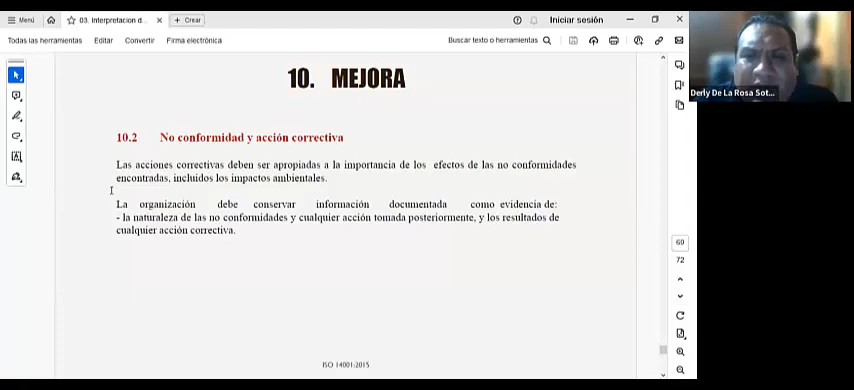 Menú
03. Interpretacion d...
+ Crear
Iniciar sesión
Todas las herramientas
Editar
Convertir
Firma electrónica
Buscar texto o herramientas
Derly De La Rosa Sot...
10. MEJORA
10.2 No conformidad y acción correctiva
Las acciones correctivas deben ser apropiadas a la importancia de los efectos de las no conformidades
encontradas, incluidos los impactos ambientales.
La organización debe conservar información documentada como evidencia de:
- la naturaleza de las no conformidades y cualquier acción tomada posteriormente, y los resultados de
cualquier acción correctiva.
69
72
ISO 14001:2015